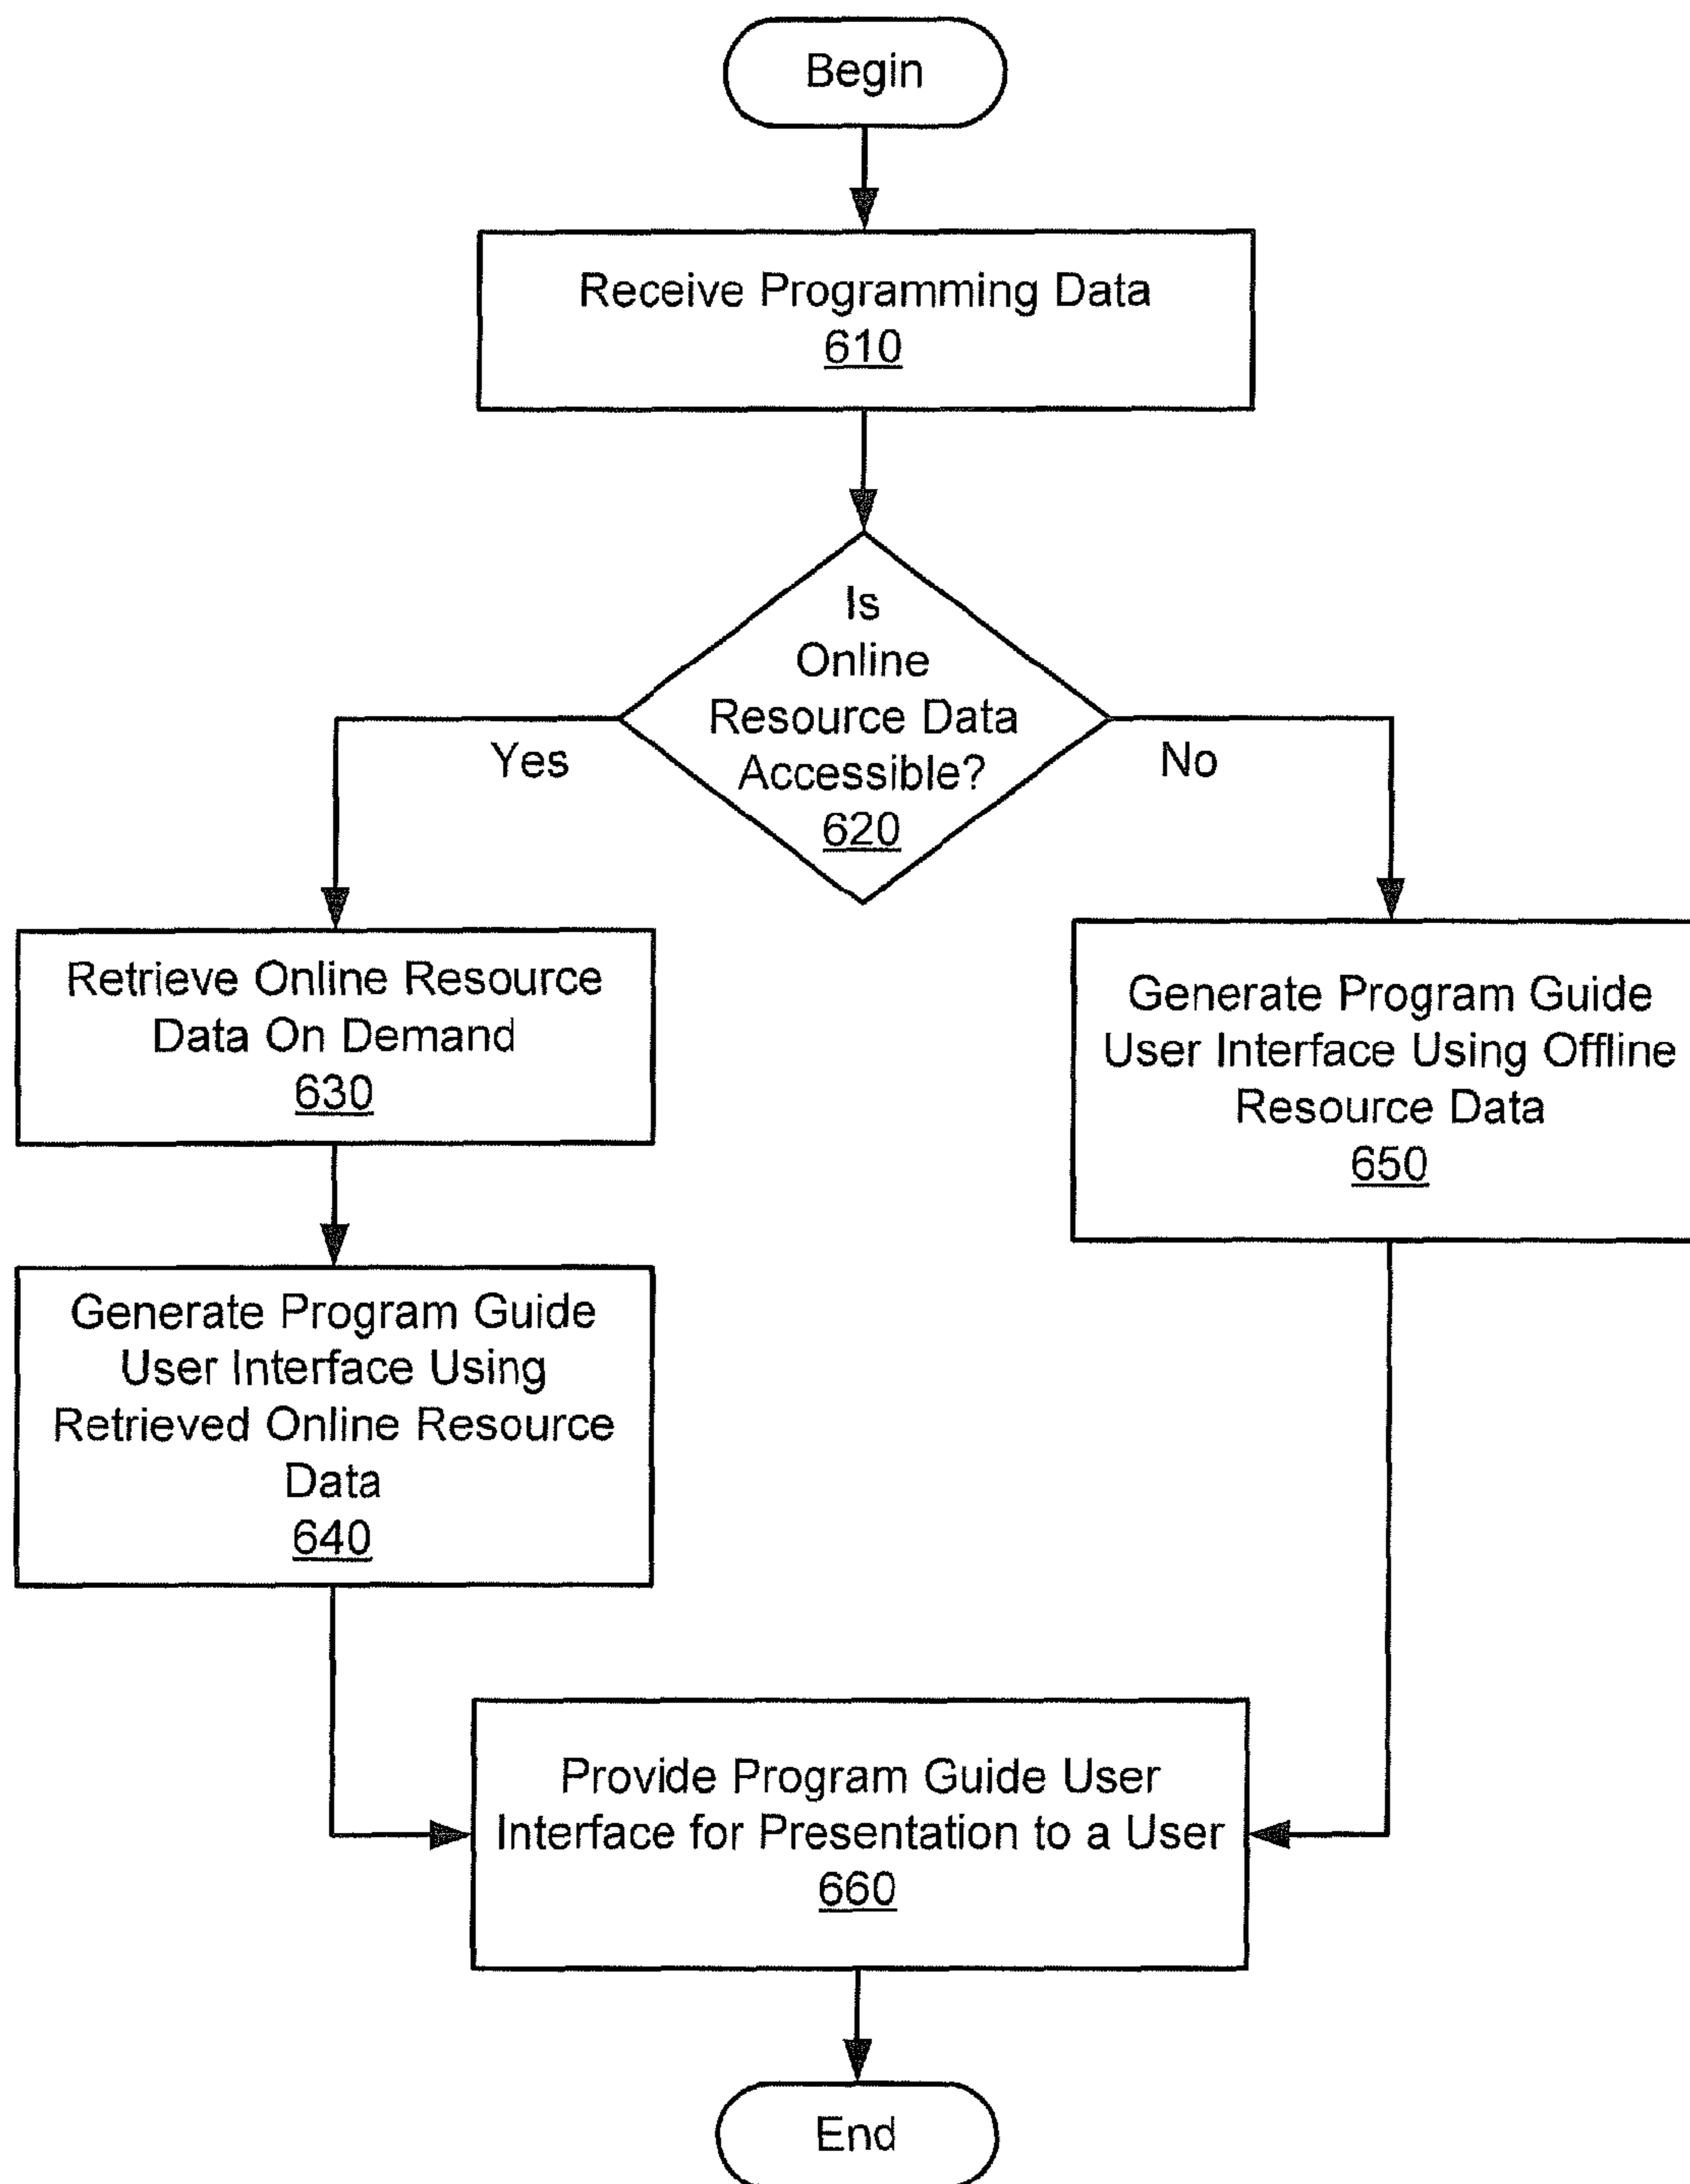 Begin
Receive Programming Data
610
Is
Online
Resource Data
Accessible?
620
Yes
No
Retrieve Online Resource
Data On Demand
630
Generate Program Guide
User Interface Using Offline
Resource Data
650
Generate Program Guide
User Interface Using
Retrieved Online Resource
Data
640
Provide Program Guide User
Interface for Presentation to a User
660
End